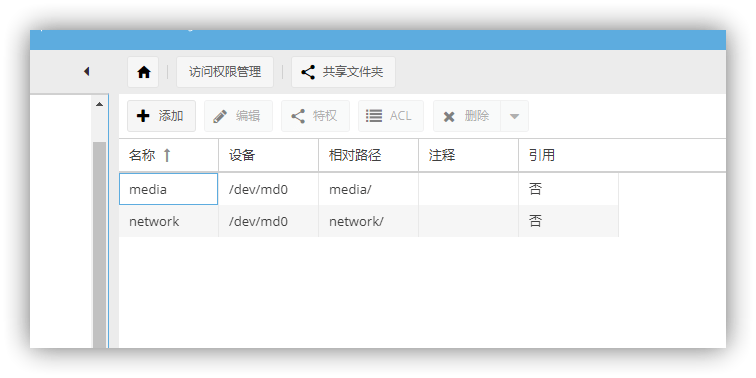 访问权限管理 共享文件夹
添加 编辑 特权 ACL 删除
名称 设备 相对路径 注释 引用
media /dev/md0 media/ 否
network /dev/md0 network/ 否